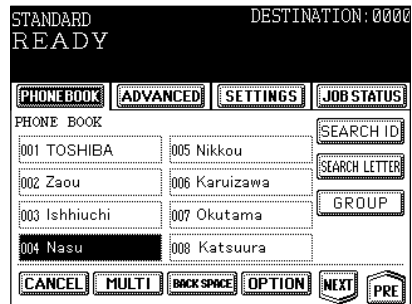 STANDARD DESTINATION:0000
READY
PHONE BOOK ADVANCED SETTINGS JOB STATUS
PHONE BOOK
SEARCH ID
001 TOSHIBA 005 Nikkou
SEARCH LETTER
002 Zaou 006 Karuizawa
GROUP
003 Ishhiuchi 007 Okutama
004 Nasu 008 Katsuura
CANCEL MULTI BACK SPACE OPTION NEXT PRE